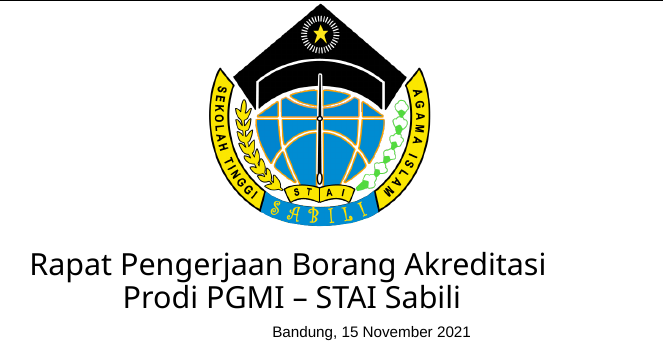 SEKOLAH TINGGI
AGAMA ISLAM
STAI
SABILI
Rapat Pengerjaan Borang Akreditasi
Prodi PGMI – STAI Sabili
Bandung, 15 November 2021